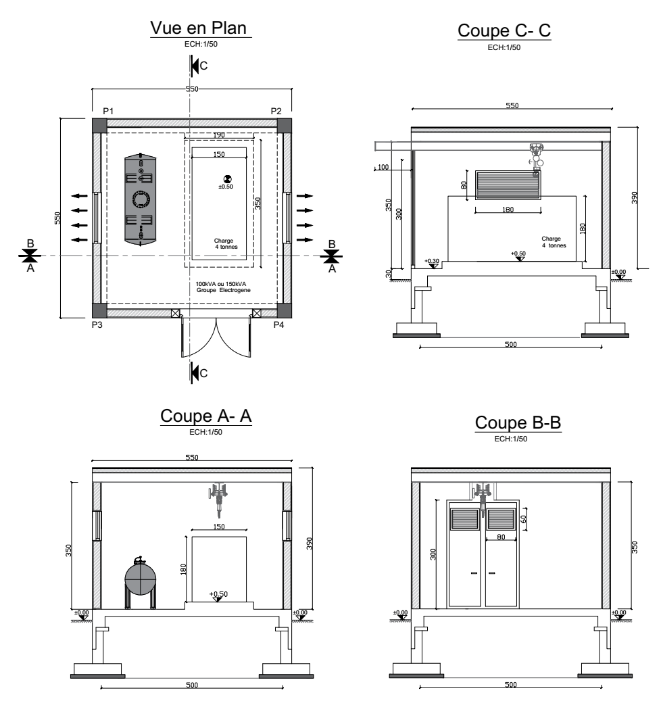 Vue en Plan
ECH:1/50
C
550
P1
P2
190
150
±0.50
350
550
Charge
4 tonnes
B
A
B
A
100kVA ou 150kVA
Groupe Electrogene
P3
P4
C
Coupe C- C
ECH:1/50
550
100
80
180
350
300
390
180
Charge
4 tonnes
+0.50
+0.30
30
±0.00
500
Coupe A- A
ECH:1/50
550
150
350
180
390
+0.50
±0.00
±0.00
500
Coupe B-B
ECH:1/50
60
80
300
350
±0.00
±0.00
500